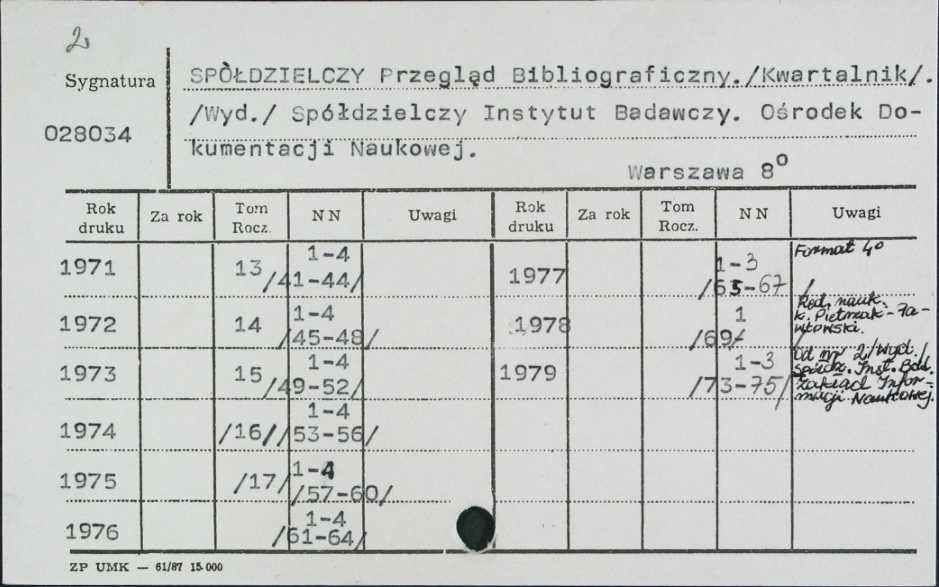 2
Sygnatura
028034
SPÓŁDZIELCZY Przegląd Bibliograficzny./Kwartalnik/.
/Wyd./ Spółdzielczy Instytut Badawczy. Ośrodek Do-
kumentacji Naukowej.
Warszawa 8°
Rok druku Za rok Tom Rocz. NN Uwagi Rok druku Za rok Tom Rocz. NN Uwagi
1971 13 1-4 /41-44/
1972 14 1-4 /45-48/
1973 15 1-4 /49-52/
1974 /16/ 1-4 /53-56/
1975 /17/ 1-4 /57-60/
1976 1-4 /61-64/
1977 1-3 /65-67/ Format 4°
1978 1 /69/ Red. nauk.
K. Pietrzak-
1979 1-3 /73-75/ Od nr 2/Wyd./
Spółdz. Inst. Bad.
Zakład Infor-
macji Naukowej.
ZP UMK — 61/87 15.000